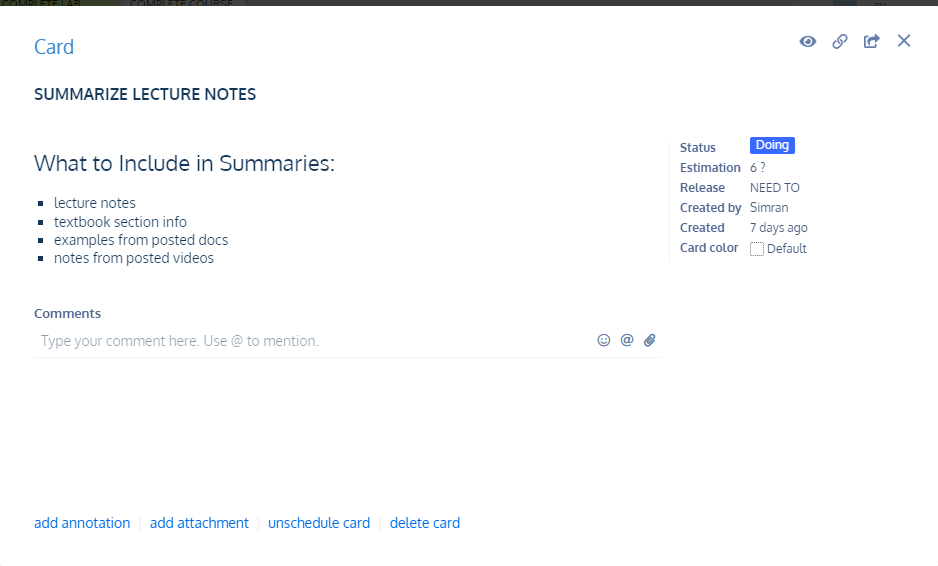 COMPLETE LAB
COMPLETE COURSE
Card
SUMMARIZE LECTURE NOTES
What to Include in Summaries:
lecture notes
textbook section info
examples from posted docs
notes from posted videos
Status Doing
Estimation 6 ?
Release NEED TO
Created by Simran
Created 7 days ago
Card color Default
Comments
Type your comment here. Use @ to mention.
add annotation
add attachment
unschedule card
delete card